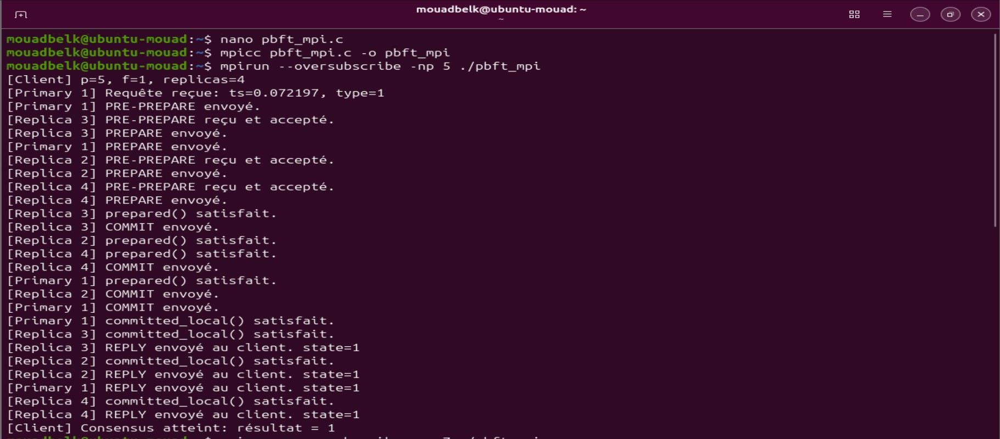 mouadbelk@ubuntu-mouad: ~
~
mouadbelk@ubuntu-mouad:~$ nano pbft_mpi.c
mouadbelk@ubuntu-mouad:~$ mpicc pbft_mpi.c -o pbft_mpi
mouadbelk@ubuntu-mouad:~$ mpirun --oversubscribe -np 5 ./pbft_mpi
[Client] p=5, f=1, replicas=4
[Primary 1] Requête reçue: ts=0.072197, type=1
[Primary 1] PRE-PREPARE envoyé.
[Replica 3] PRE-PREPARE reçu et accepté.
[Replica 3] PREPARE envoyé.
[Primary 1] PREPARE envoyé.
[Replica 2] PRE-PREPARE reçu et accepté.
[Replica 2] PREPARE envoyé.
[Replica 4] PRE-PREPARE reçu et accepté.
[Replica 4] PREPARE envoyé.
[Replica 3] prepared() satisfait.
[Replica 3] COMMIT envoyé.
[Replica 2] prepared() satisfait.
[Replica 4] prepared() satisfait.
[Replica 4] COMMIT envoyé.
[Primary 1] prepared() satisfait.
[Replica 2] COMMIT envoyé.
[Primary 1] COMMIT envoyé.
[Primary 1] committed_local() satisfait.
[Replica 3] committed_local() satisfait.
[Replica 3] REPLY envoyé au client. state=1
[Replica 2] committed_local() satisfait.
[Replica 2] REPLY envoyé au client. state=1
[Primary 1] REPLY envoyé au client. state=1
[Replica 4] committed_local() satisfait.
[Replica 4] REPLY envoyé au client. state=1
[Client] Consensus atteint: résultat = 1